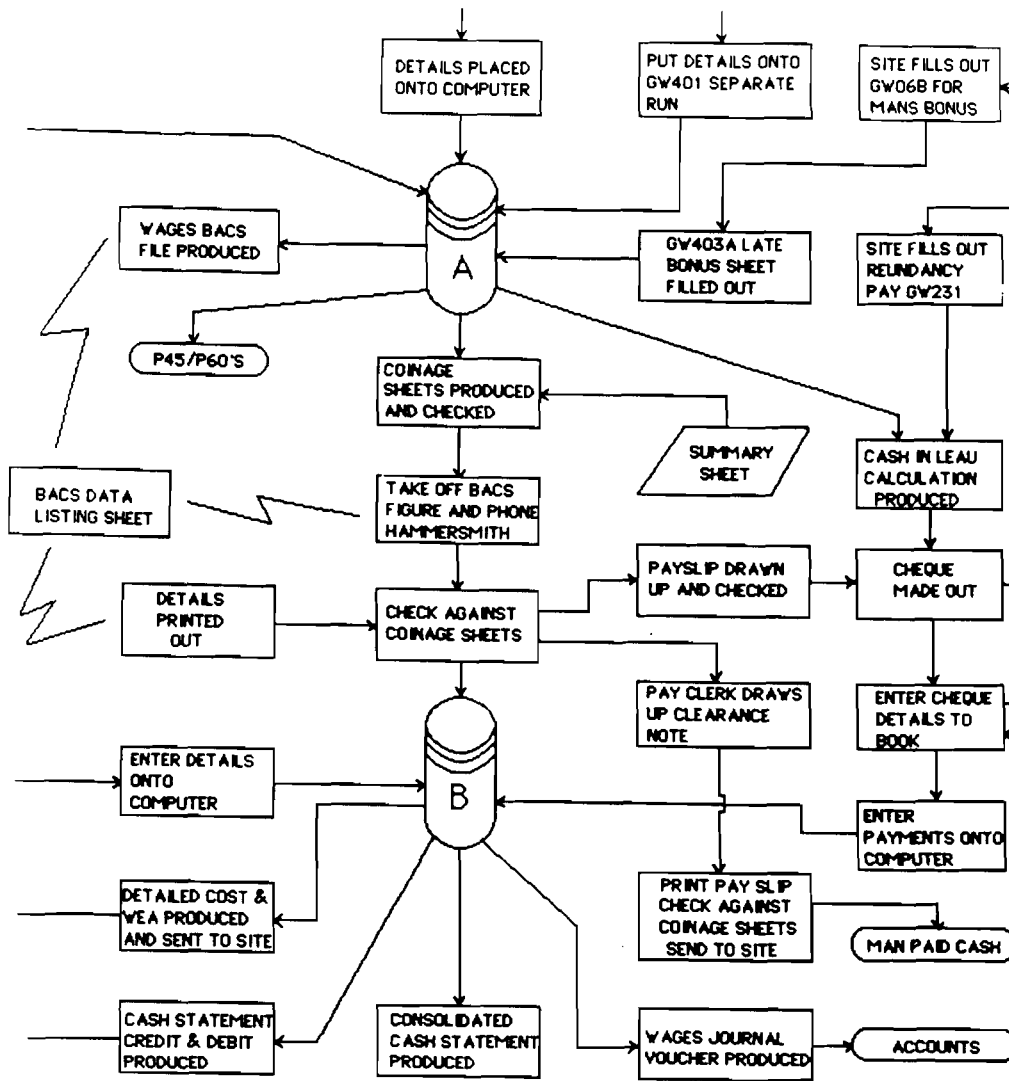 DETAILS PLACED
ONTO COMPUTER
PUT DETAILS ONTO
GW401 SEPARATE
RUN
SITE FILLS OUT
GW06B FOR
MANS BONUS
WAGES BACS
FILE PRODUCED
A
GW403A LATE
BONUS SHEET
FILLED OUT
SITE FILLS OUT
REUNDANCY
PAY GW231
P45/P60'S
COINAGE
SHEETS PRODUCED
AND CHECKED
SUMMARY
SHEET
CASH IN LEAU
CALCULATION
PRODUCED
BACS DATA
LISTING SHEET
TAKE OFF BACS
FIGURE AND PHONE
HAMMERSMITH
DETAILS
PRINTED
OUT
CHECK AGAINST
COINAGE SHEETS
PAYSLIP DRAWN
UP AND CHECKED
CHEQUE
MADE OUT
PAY CLERK DRAWS
UP CLEARANCE
NOTE
ENTER CHEQUE
DETAILS TO
BOOK
ENTER DETAILS
ONTO
COMPUTER
B
ENTER
PAYMENTS ONTO
COMPUTER
DETAILED COST &
WEA PRODUCED
AND SENT TO SITE
PRINT PAY SLIP
CHECK AGAINST
COINAGE SHEETS
SEND TO SITE
MAN PAID CASH
CASH STATEMENT
CREDIT & DEBIT
PRODUCED
CONSOLIDATED
CASH STATEMENT
PRODUCED
WAGES JOURNAL
VOUCHER PRODUCED
ACCOUNTS